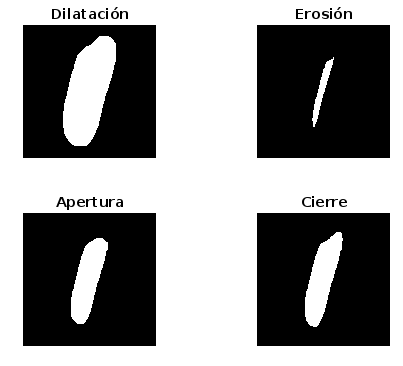 Dilatación
Erosión
Apertura
Cierre